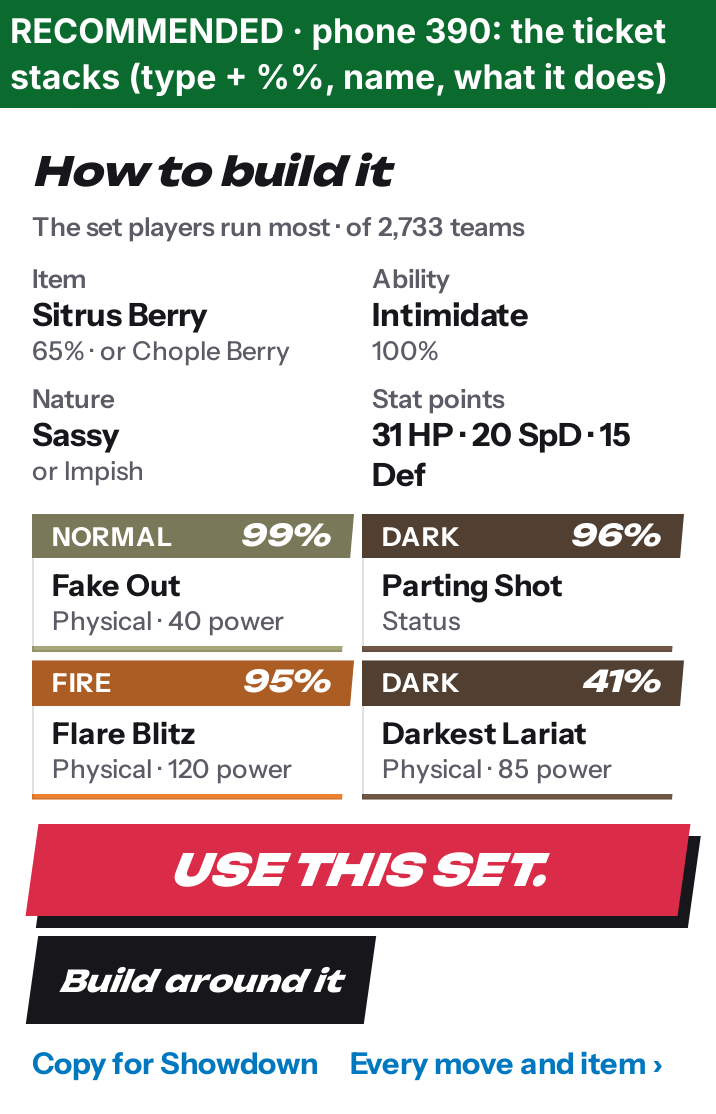 RECOMMENDED · phone 390: the ticket
stacks (type + %%, name, what it does)
How to build it
The set players run most · of 2,733 teams
Item
Sitrus Berry
65% · or Chople Berry
Ability
Intimidate
100%
Nature
Sassy
or Impish
Stat points
31 HP · 20 SpD · 15
Def
NORMAL 99%
Fake Out
Physical · 40 power
DARK 96%
Parting Shot
Status
FIRE 95%
Flare Blitz
Physical · 120 power
DARK 41%
Darkest Lariat
Physical · 85 power
USE THIS SET.
Build around it
Copy for Showdown
Every move and item ›